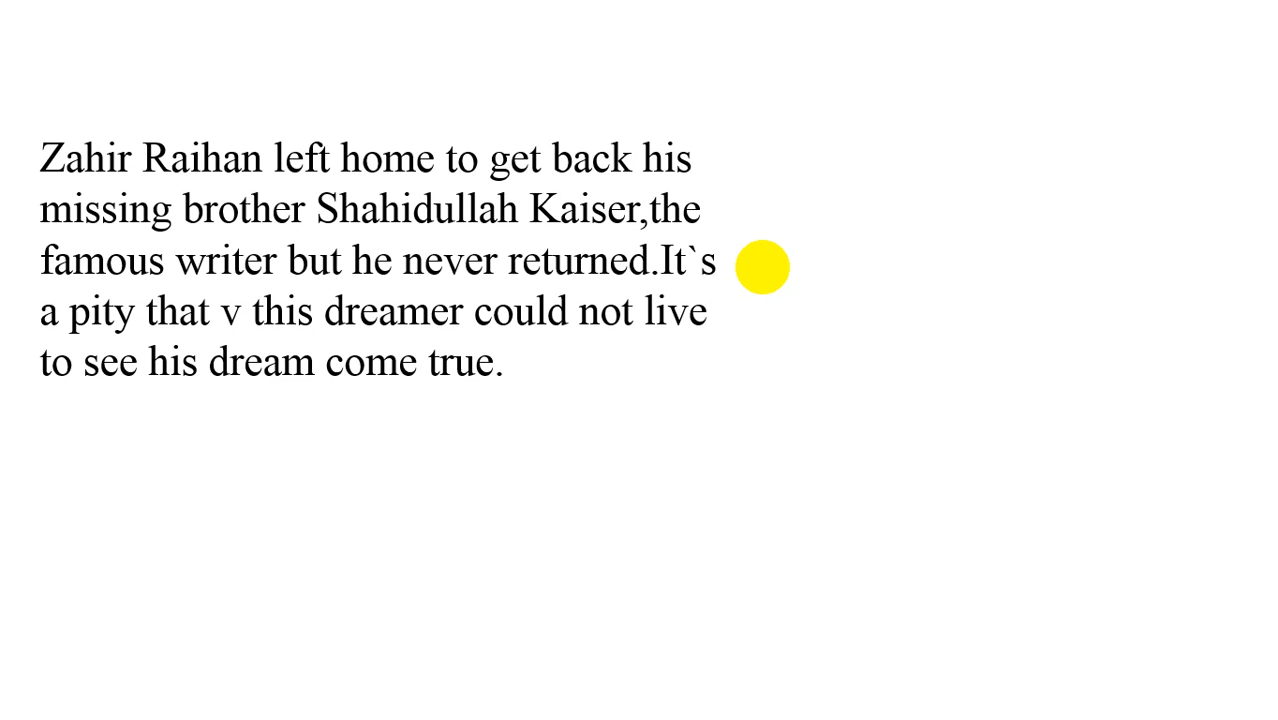 Zahir Raihan left home to get back his
missing brother Shahidullah Kaiser,the
famous writer but he never returned.It`s
a pity that v this dreamer could not live
to see his dream come true.